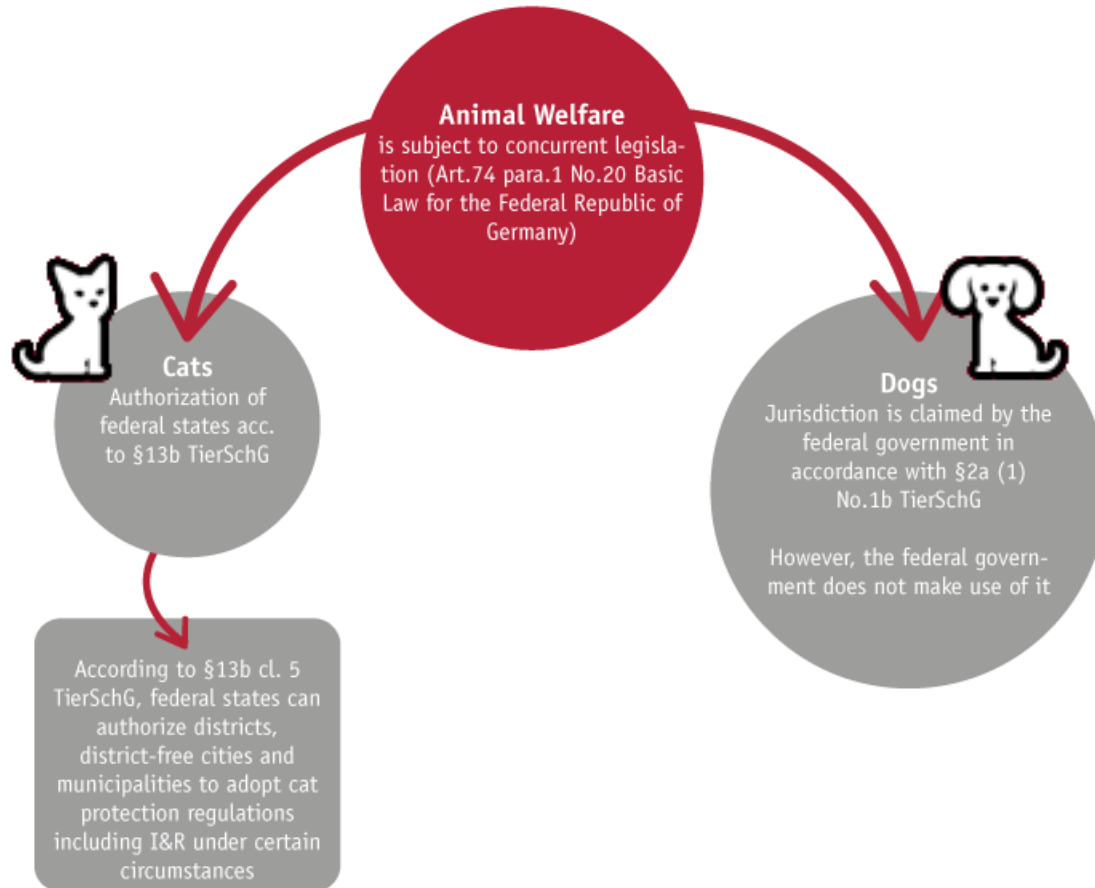 Animal Welfare
is subject to concurrent legisla-
tion (Art.74 para.1 No.20 Basic
Law for the Federal Republic of
Germany)
Cats
Authorization of
federal states acc.
to §13b TierSchG
Dogs
Jurisdiction is claimed by the
federal government in
accordance with §2a (1)
No.1b TierSchG
However, the federal govern-
ment does not make use of it
According to §13b cl. 5
TierSchG, federal states can
authorize districts,
district-free cities and
municipalities to adopt cat
protection regulations
including I&R under certain
circumstances